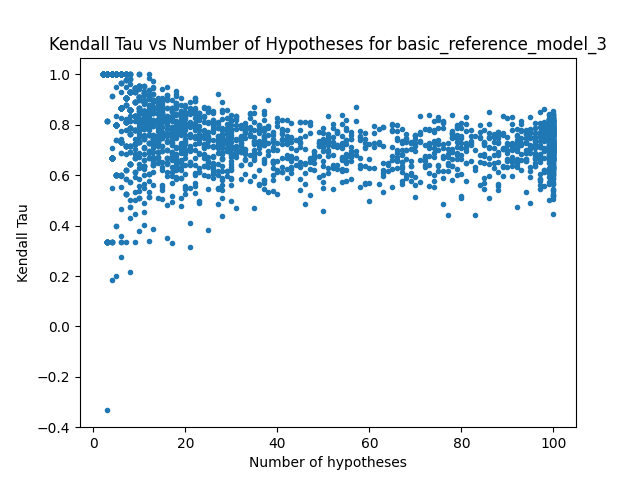 Kendall Tau vs Number of Hypotheses for basic_reference_model_3
1.0
0.8
0.6
0.4
0.2
0.0
−0.2
−0.4
Kendall Tau
0 20 40 60 80 100
Number of hypotheses